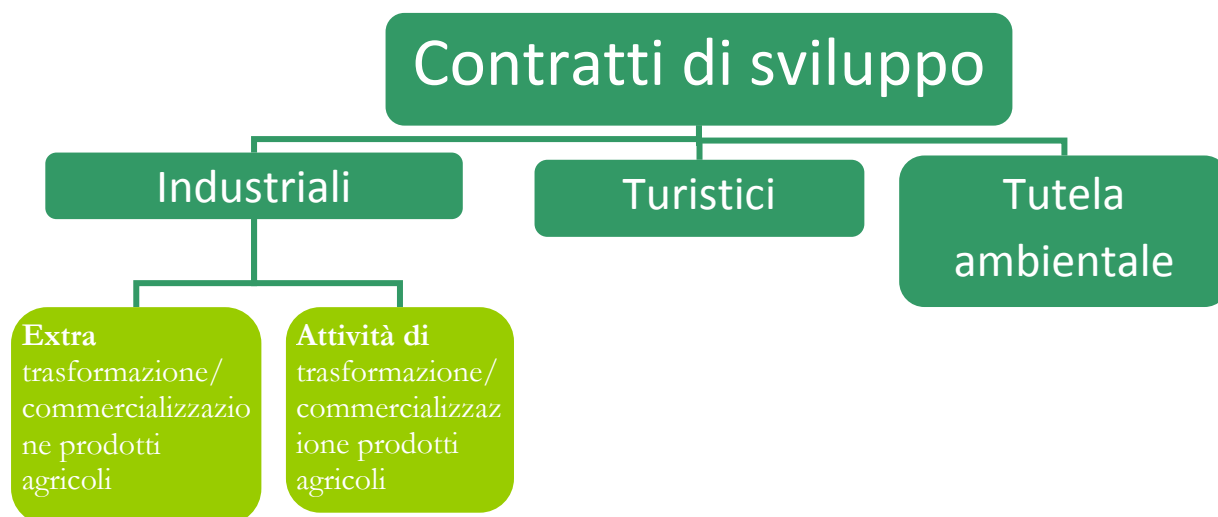 Contratti di sviluppo
Industriali
Turistici
Tutela
ambientale
Extra
trasformazione/
commercializzazio
ne prodotti
agricoli
Attività di
trasformazione/
commercializzaz
ione prodotti
agricoli